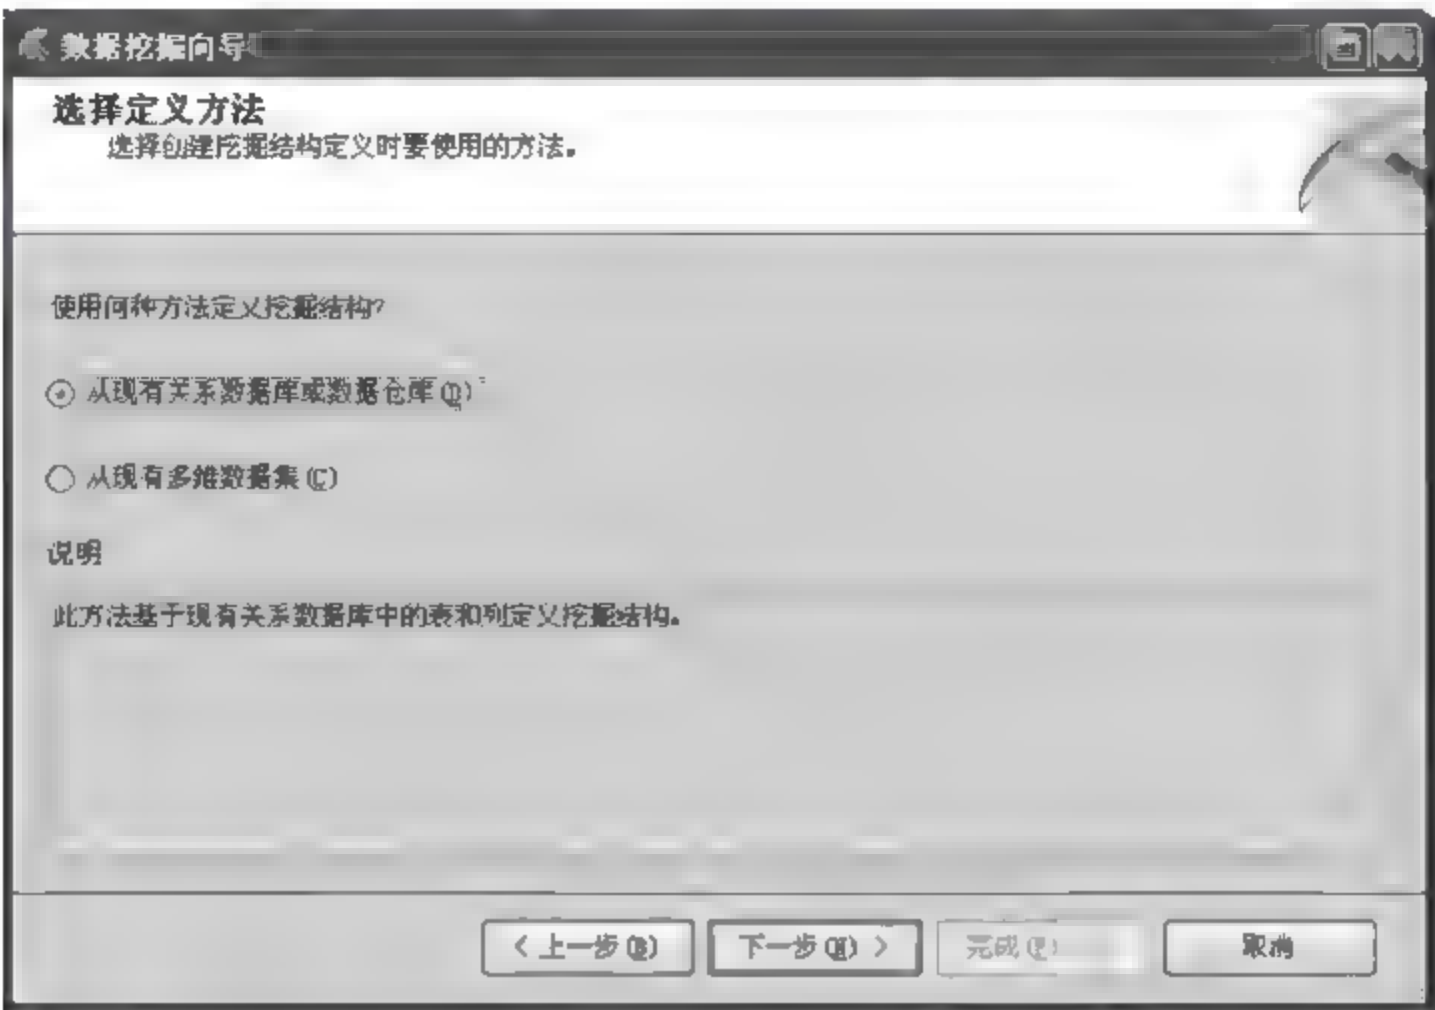 数据挖掘向导
选择定义方法
选择创建挖掘结构定义时要使用的方法。
使用何种方法定义挖掘结构?
从现有关系数据库或数据仓库(D)
从现有多维数据集(C)
说明
此方法基于现有关系数据库中的表和列定义挖掘结构。
< 上一步(B)
下一步(N) >
完成(F)
取消